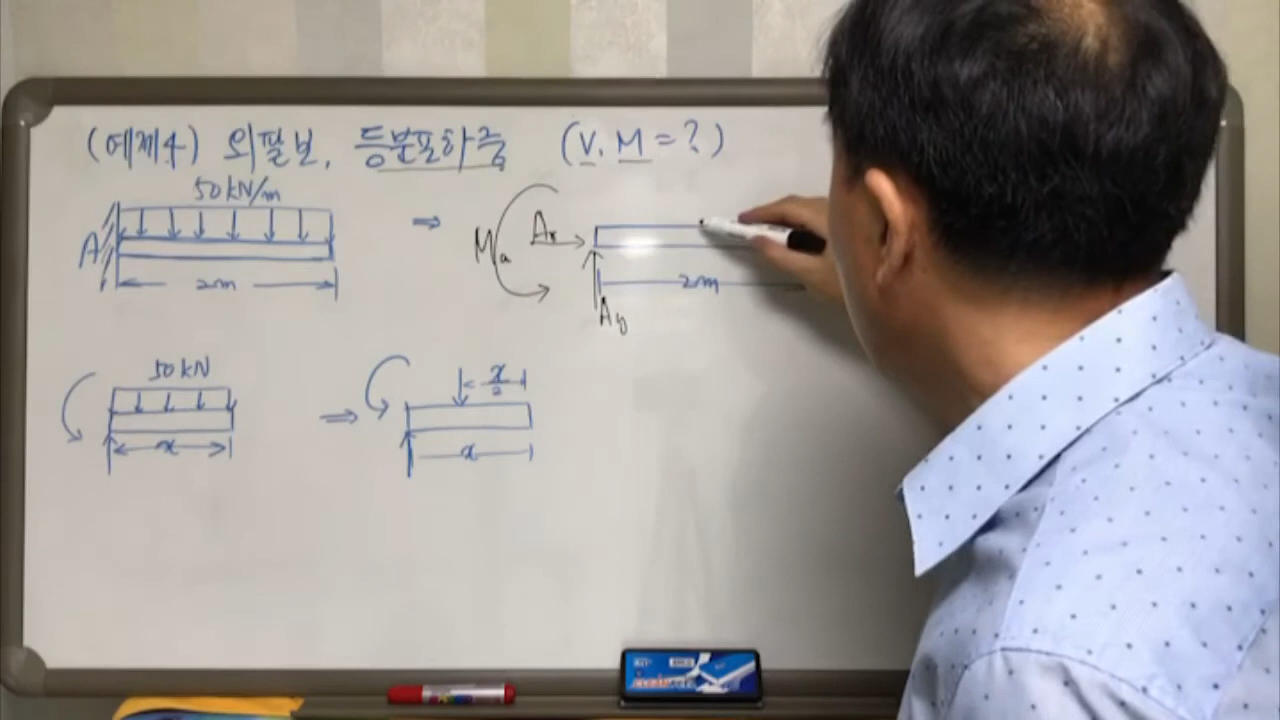 (예제4) 외팔보, 등분포하중 (V, M = ?)
50kN/m
A
2m
⇒
Ma
Ax
Ay
2m
50kN
x
⇒
x/2
x